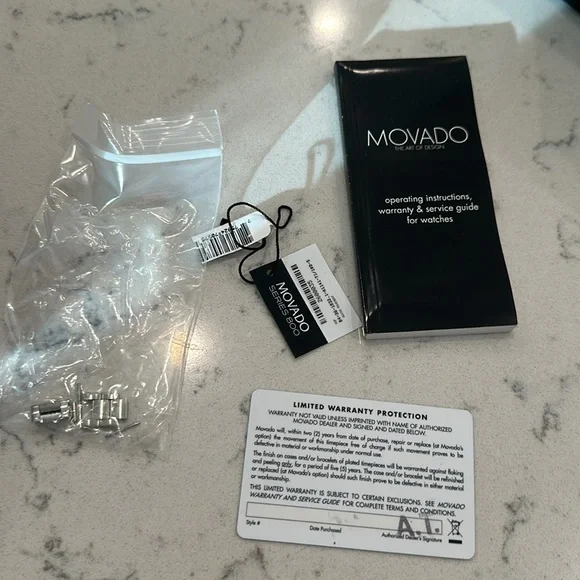 MOVADO
THE ART OF DESIGN
operating instructions,
warranty & service guide
for watches
MOVADO
SERIES 800
LIMITED WARRANTY PROTECTION
WARRANTY NOT VALID UNLESS IMPRINTED WITH NAME OF AUTHORIZED
MOVADO DEALER AND SIGNED AND DATED BELOW.
Movado will, within two (2) years from date of purchase, repair or replace (at Movado's
option) the movement of this timepiece free of charge if such movement proves to be
defective in material or workmanship under normal use.
The finish on cases and/or bracelets of plated timepieces will be warranted against flaking
and peeling only, for a period of five (5) years. The case and/or bracelet will be refinished
or replaced (at Movado's option) should such finish prove to be defective in either material
or workmanship.
THIS LIMITED WARRANTY IS SUBJECT TO CERTAIN EXCLUSIONS. SEE MOVADO
WARRANTY AND SERVICE GUIDE FOR COMPLETE TERMS AND CONDITIONS.
A.T.
Style # Date Purchased Authorized Dealer's Signature